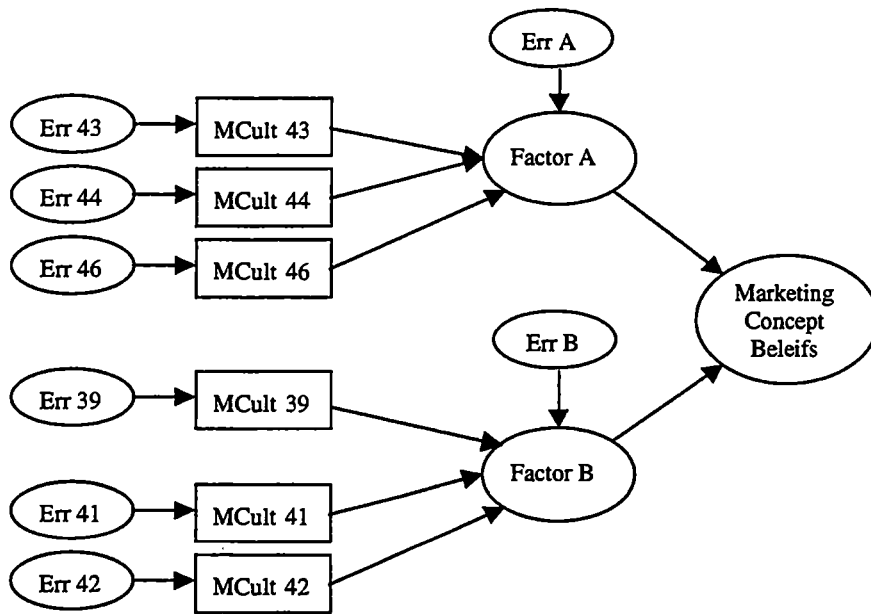 Err A
Err 43
MCult 43
Factor A
Err 44
MCult 44
Err 46
MCult 46
Marketing
Concept
Beleifs
Err B
Err 39
MCult 39
Factor B
Err 41
MCult 41
Err 42
MCult 42